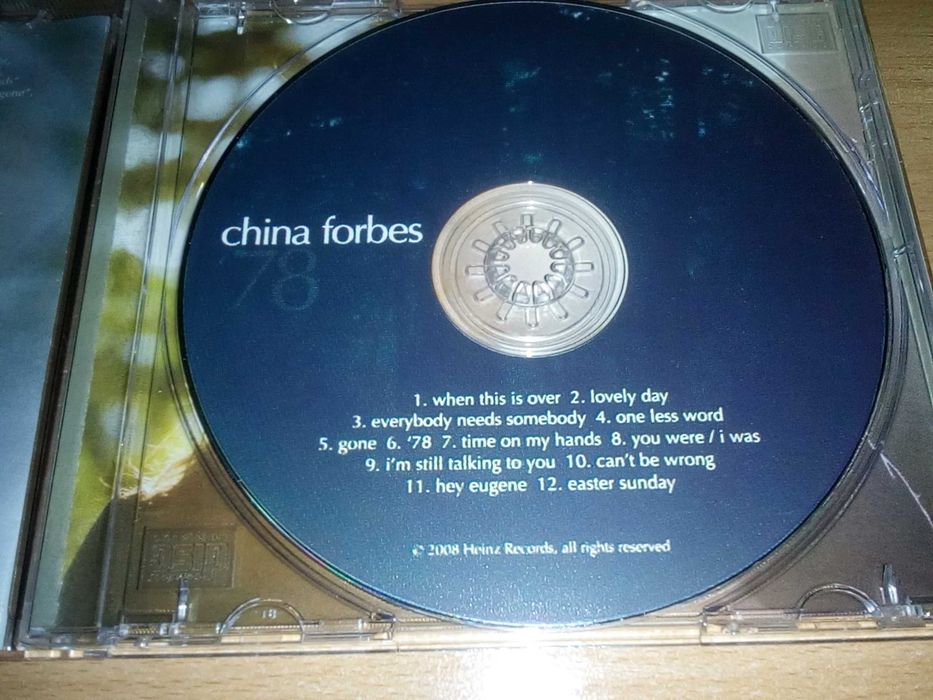 gone".
china forbes
'78
1. when this is over 2. lovely day
3. everybody needs somebody 4. one less word
5. gone 6. '78 7. time on my hands 8. you were / i was
9. i'm still talking to you 10. can't be wrong
11. hey eugene 12. easter sunday
℗ 2008 Heinz Records, all rights reserved